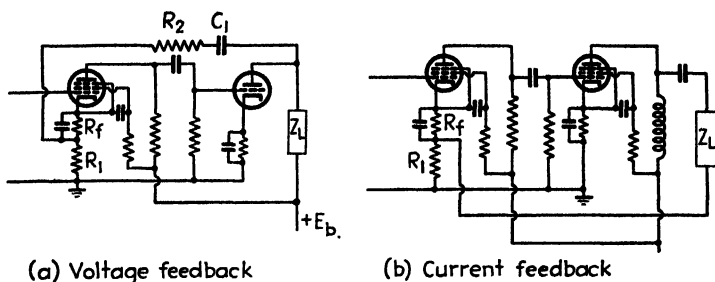 R2 C1
Rf
R1
ZL
+Eb.
(a) Voltage feedback
Rf
R1
ZL
(b) Current feedback